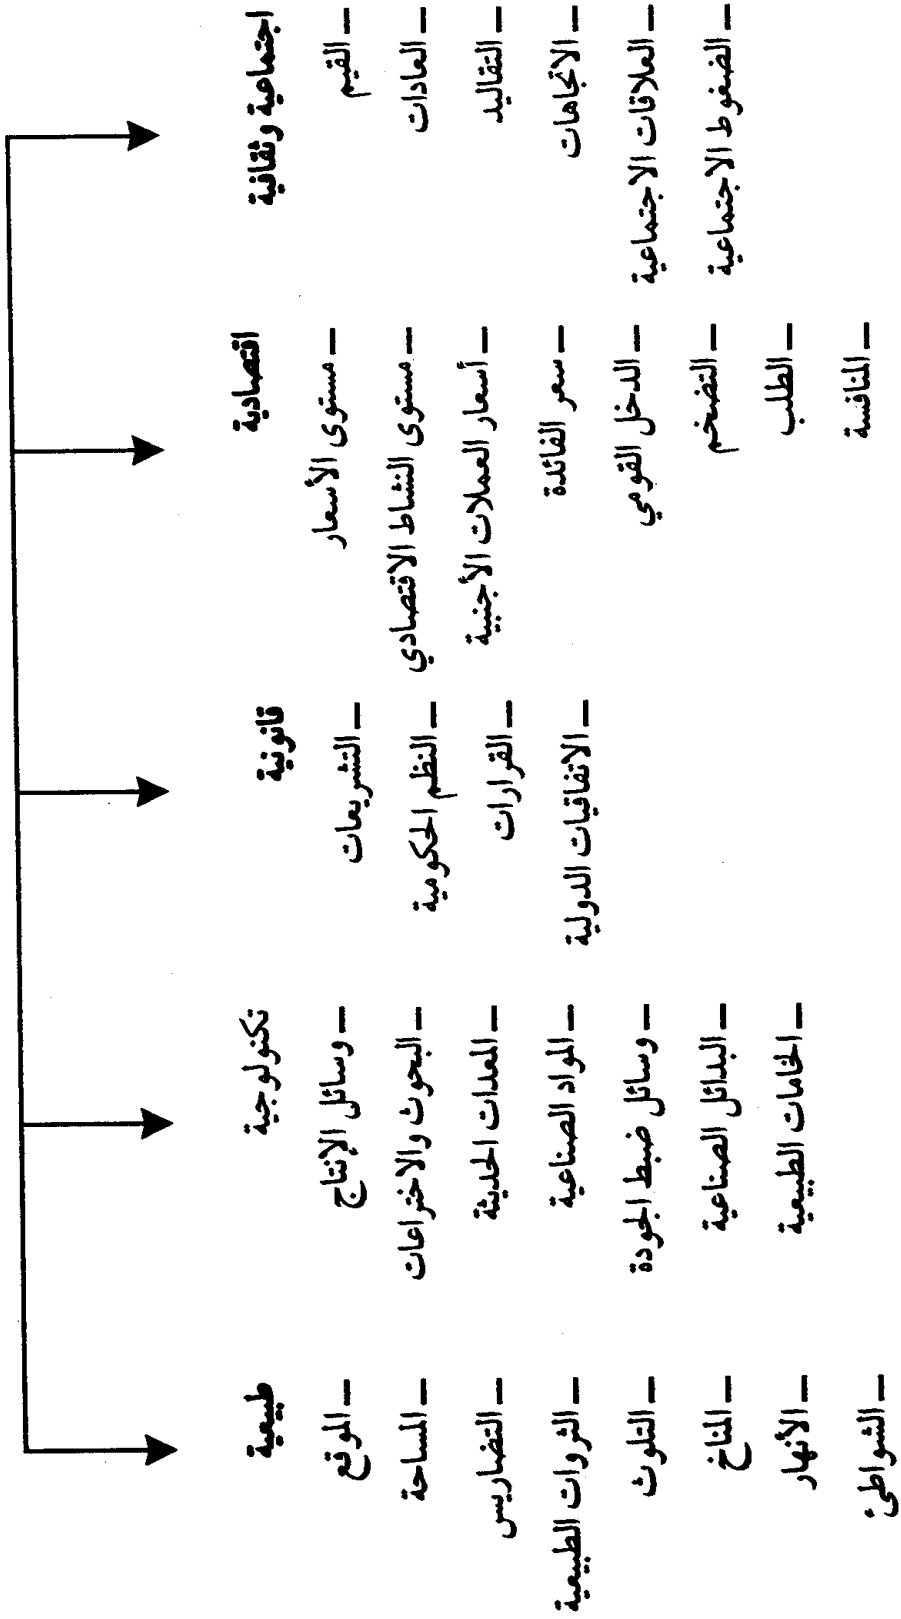 اجتماعية وثقافية
– القيم
– العادات
– التقاليد
– الاتجاهات
– العلاقات الاجتماعية
– الضغوط الاجتماعية
اقتصادية
– مستوى الأسعار
– مستوى النشاط الاقتصادي
– أسعار العملات الأجنبية
– سعر الفائدة
– الدخل القومي
– التضخم
– الطلب
– المنافسة
قانونية
– التشريعات
– النظم الحكومية
– القرارات
– الاتفاقيات الدولية
تكنولوجية
– وسائل الإنتاج
– البحوث والاختراعات
– المعدات الحديثة
– المواد الصناعية
– وسائل ضبط الجودة
– البدائل الصناعية
– الخامات الطبيعية
طبيعية
– الموقع
– المساحة
– التضاريس
– الثروات الطبيعية
– التلوث
– المناخ
– الأنهار
– الشواطئ